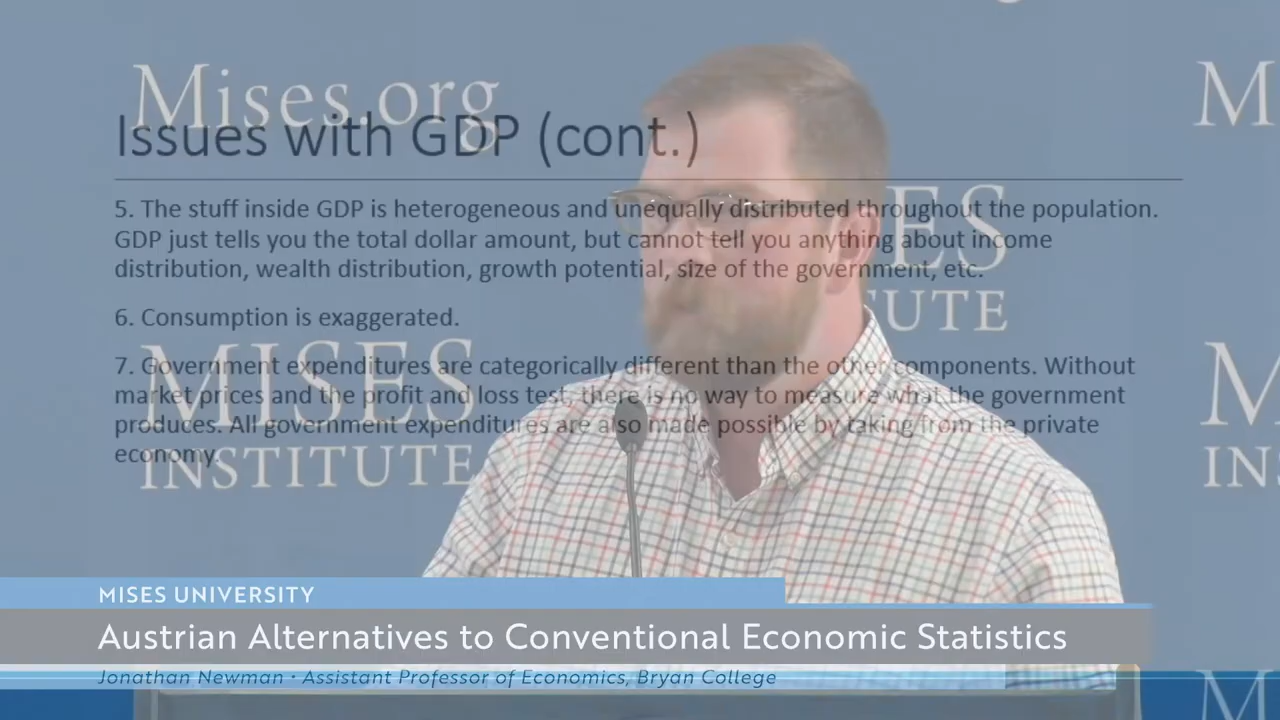 Mises.org
M
Issues with GDP (cont.)
5. The stuff inside GDP is heterogeneous and unequally distributed throughout the population.
GDP just tells you the total dollar amount, but cannot tell you anything about income
distribution, wealth distribution, growth potential, size of the government, etc.
6. Consumption is exaggerated.
7. Government expenditures are categorically different than the other components. Without
market prices and the profit and loss test, there is no way to measure what the government
produces. All government expenditures are also made possible by taking from the private
economy.
ES
UTE
MISES
INSTITUTE
M
INS
MISES UNIVERSITY
Austrian Alternatives to Conventional Economic Statistics
Jonathan Newman • Assistant Professor of Economics, Bryan College
M